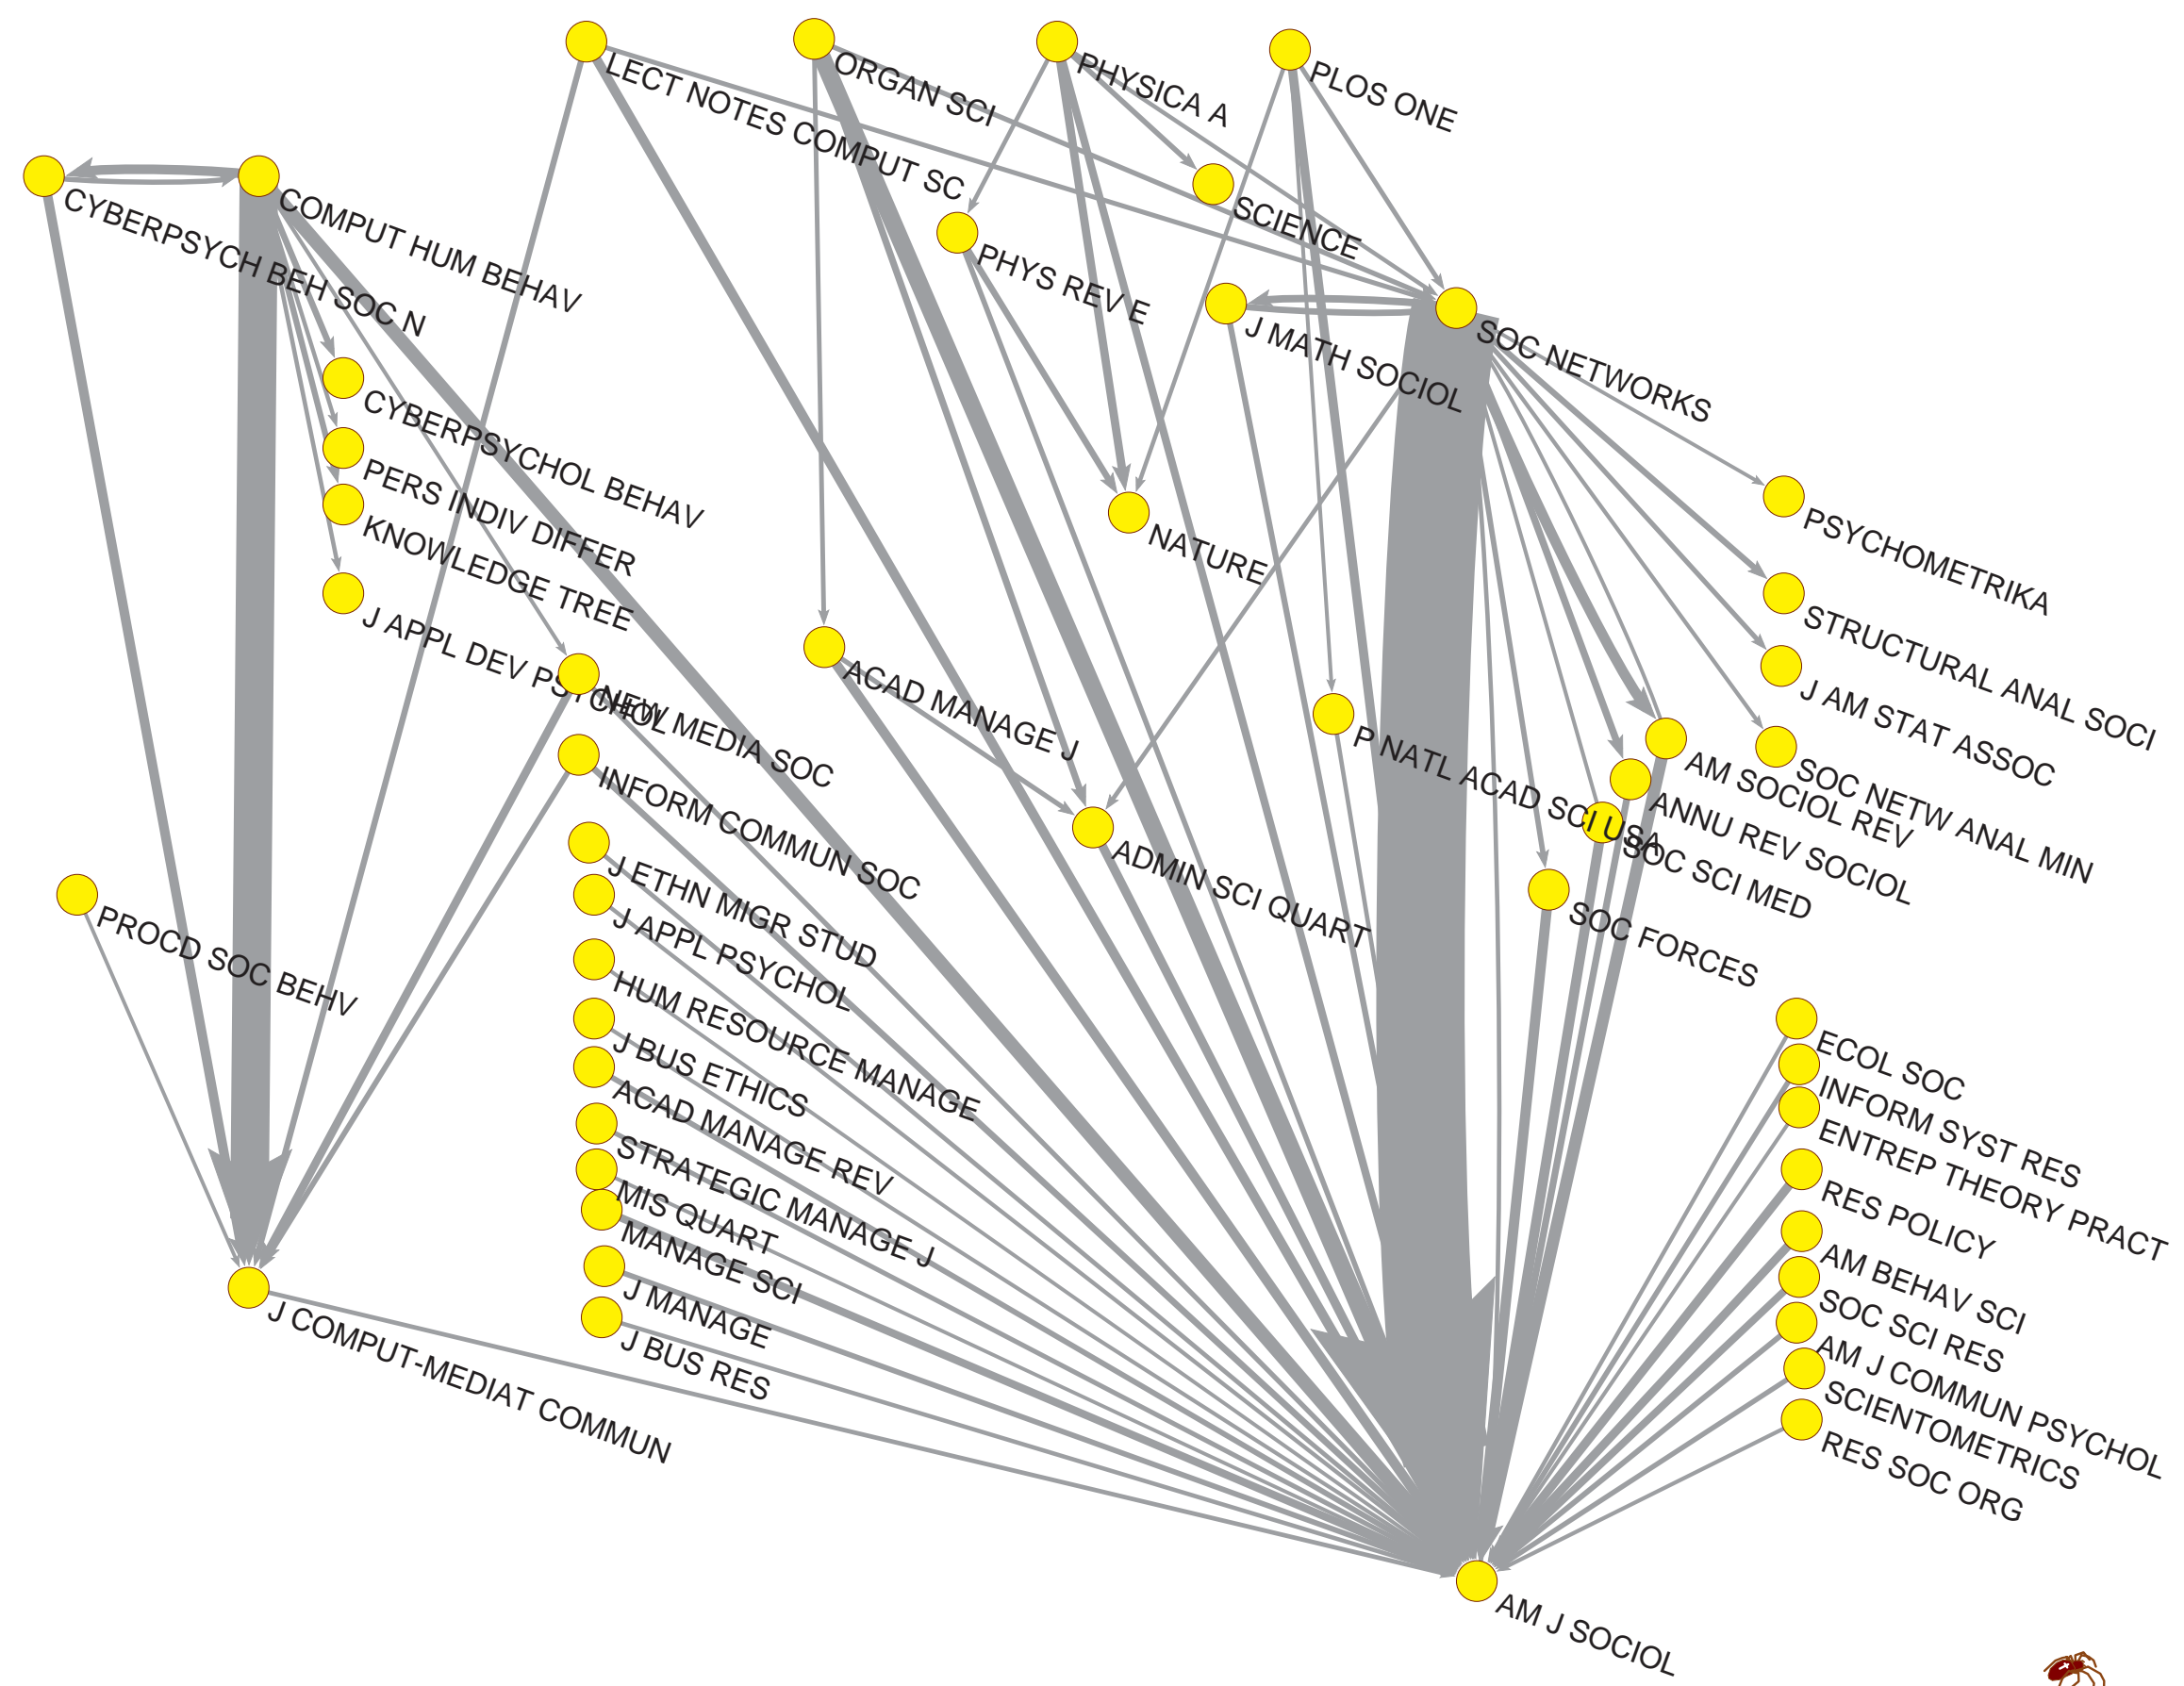 LECT NOTES COMPUT SC
ORGAN SCI
PHYSICA A
PLOS ONE
CYBERPSYCH BEH SOC N
COMPUT HUM BEHAV
SCIENCE
PHYS REV E
J MATH SOCIOL
SOC NETWORKS
CYBERPSYCHOL BEHAV
PERS INDIV DIFFER
KNOWLEDGE TREE
J APPL DEV PSYCHOL
NATURE
PSYCHOMETRIKA
STRUCTURAL ANAL SOCI
J AM STAT ASSOC
SOC NETW ANAL MIN
NEW MEDIA SOC
ACAD MANAGE J
P NATL ACAD SCI USA
AM SOCIOL REV
ANNU REV SOCIOL
SOC SCI MED
INFORM COMMUN SOC
ADMIN SCI QUART
SOC FORCES
J ETHN MIGR STUD
J APPL PSYCHOL
PROCD SOC BEHV
HUM RESOURCE MANAGE
J BUS ETHICS
ACAD MANAGE REV
STRATEGIC MANAGE J
MIS QUART
MANAGE SCI
J MANAGE
J BUS RES
ECOL SOC
INFORM SYST RES
ENTREP THEORY PRACT
RES POLICY
AM BEHAV SCI
SOC SCI RES
AM J COMMUN PSYCHOL
SCIENTOMETRICS
RES SOC ORG
J COMPUT-MEDIAT COMMUN
AM J SOCIOL